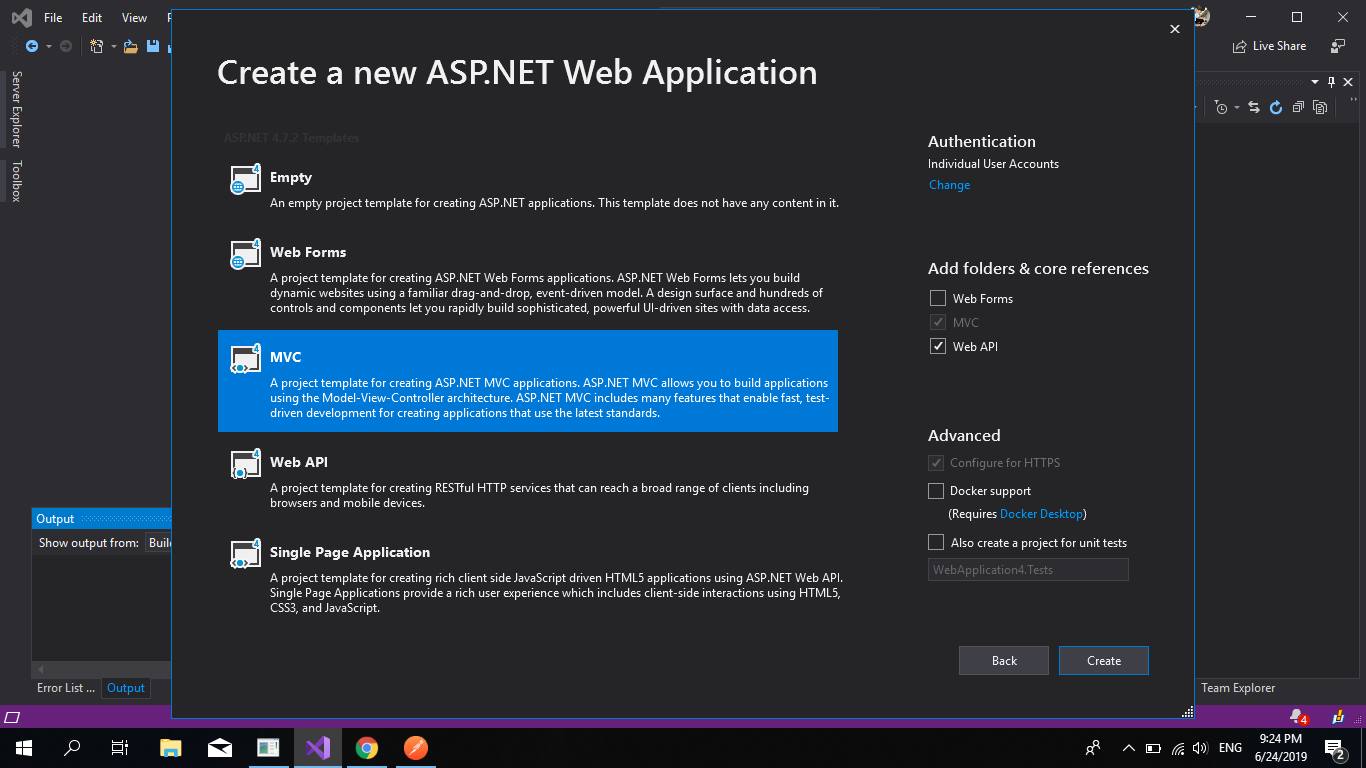 File Edit View
Live Share
Server Explorer
Toolbox
Create a new ASP.NET Web Application
ASP.NET 4.7.2 Templates
Empty
An empty project template for creating ASP.NET applications. This template does not have any content in it.
Web Forms
A project template for creating ASP.NET Web Forms applications. ASP.NET Web Forms lets you build
dynamic websites using a familiar drag-and-drop, event-driven model. A design surface and hundreds of
controls and components let you rapidly build sophisticated, powerful UI-driven sites with data access.
MVC
A project template for creating ASP.NET MVC applications. ASP.NET MVC allows you to build applications
using the Model-View-Controller architecture. ASP.NET MVC includes many features that enable fast, test-
driven development for creating applications that use the latest standards.
Web API
A project template for creating RESTful HTTP services that can reach a broad range of clients including
browsers and mobile devices.
Single Page Application
A project template for creating rich client side JavaScript driven HTML5 applications using ASP.NET Web API.
Single Page Applications provide a rich user experience which includes client-side interactions using HTML5,
CSS3, and JavaScript.
Authentication
Individual User Accounts
Change
Add folders & core references
Web Forms
MVC
Web API
Advanced
Configure for HTTPS
Docker support
(Requires Docker Desktop)
Also create a project for unit tests
WebApplication4.Tests
Back
Create
Output
Show output from:
Error List ...
Output
Team Explorer
4
ENG
9:24 PM
6/24/2019
2